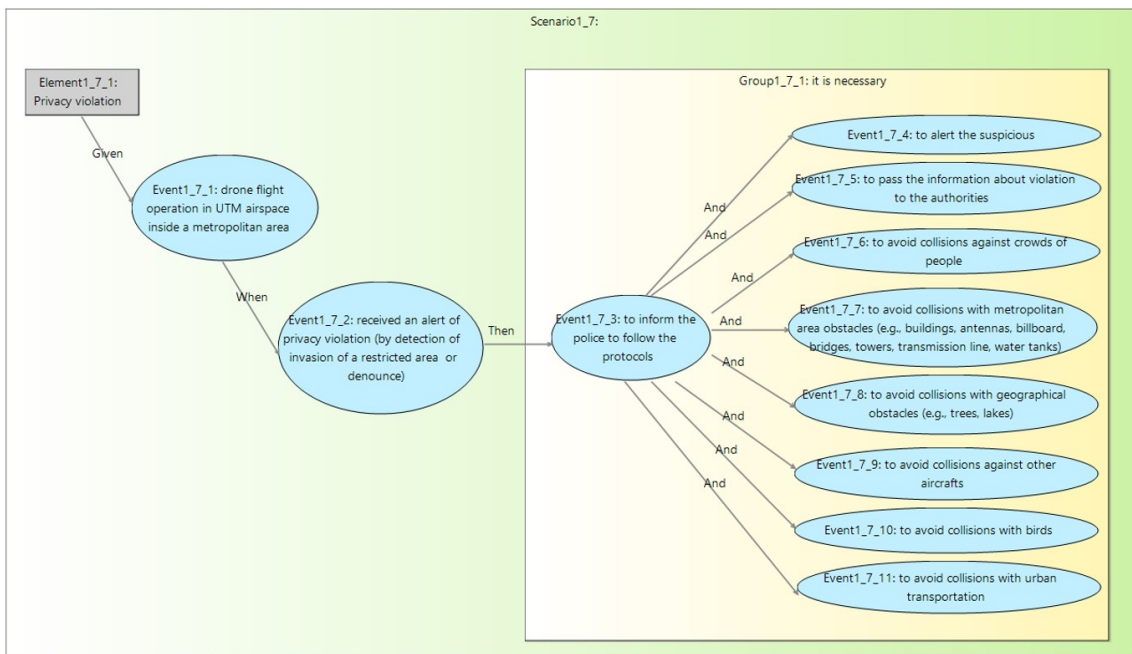 Scenario1_7:
Element1_7_1:
Privacy violation
Given
Event1_7_1: drone flight
operation in UTM airspace
inside a metropolitan area
When
Event1_7_2: received an alert of
privacy violation (by detection of
invasion of a restricted area or
denounce)
Then
Group1_7_1: it is necessary
Event1_7_3: to inform the
police to follow the
protocols
And
Event1_7_4: to alert the suspicious
And
Event1_7_5: to pass the information about violation
to the authorities
And
Event1_7_6: to avoid collisions against crowds of
people
And
Event1_7_7: to avoid collisions with metropolitan
area obstacles (e.g., buildings, antennas, billboard,
bridges, towers, transmission line, water tanks)
And
Event1_7_8: to avoid collisions with geographical
obstacles (e.g., trees, lakes)
And
Event1_7_9: to avoid collisions against other
aircrafts
And
Event1_7_10: to avoid collisions with birds
And
Event1_7_11: to avoid collisions with urban
transportation